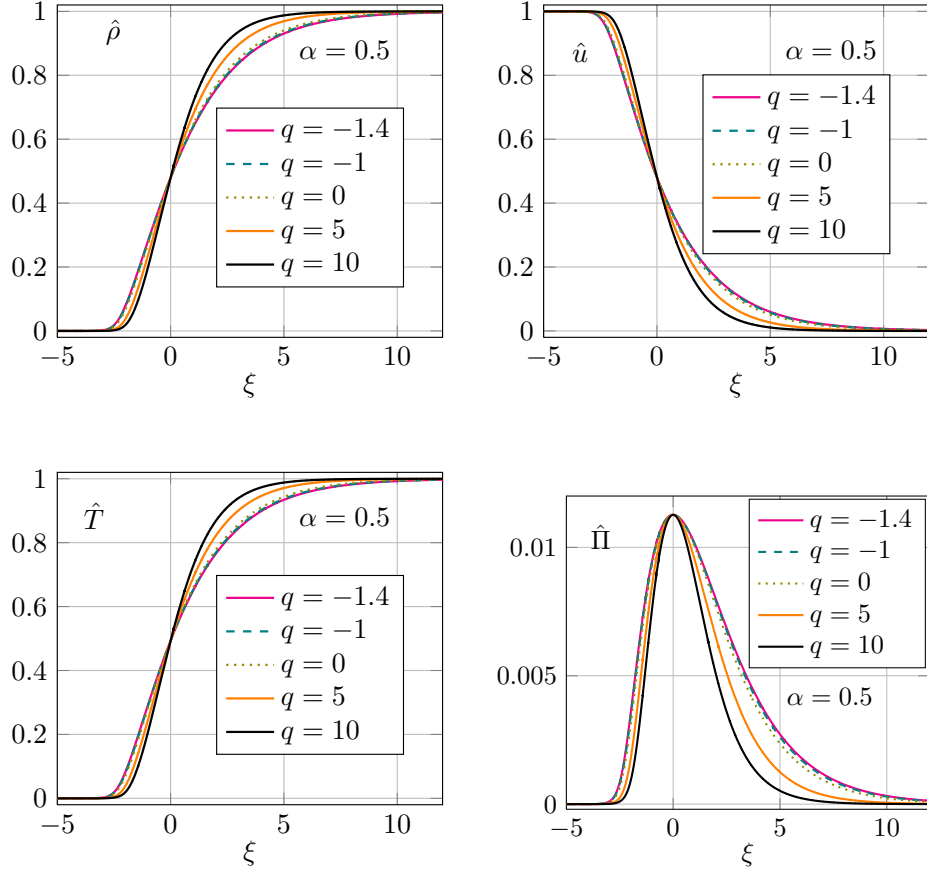 1
0.8
0.6
0.4
0.2
0
−5 0 5 10
ξ
ρ̂
α = 0.5
q = −1.4
q = −1
q = 0
q = 5
q = 10
1
0.8
0.6
0.4
0.2
0
−5 0 5 10
ξ
û
α = 0.5
q = −1.4
q = −1
q = 0
q = 5
q = 10
1
0.8
0.6
0.4
0.2
0
−5 0 5 10
ξ
T̂
α = 0.5
q = −1.4
q = −1
q = 0
q = 5
q = 10
0.01
0.005
0
−5 0 5 10
ξ
Π̂
q = −1.4
q = −1
q = 0
q = 5
q = 10
α = 0.5